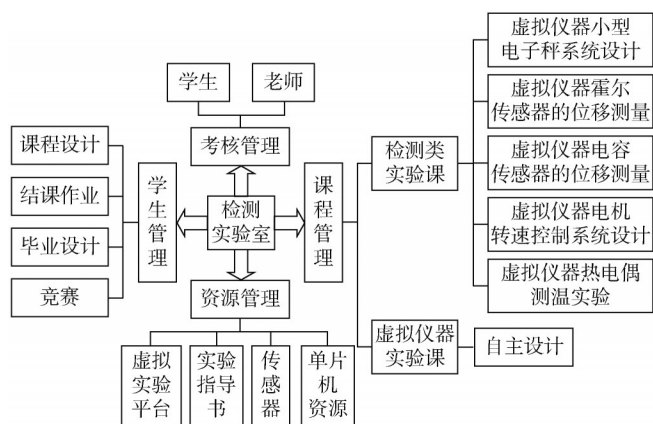 学生
老师
考核管理
课程设计
结课作业
毕业设计
竞赛
学
生
管
理
检测
实验室
课
程
管
理
资源管理
虚拟
实验
平台
实验
指导
书
传
感
器
单片
机
资源
检测类
实验课
虚拟仪器小型
电子秤系统设计
虚拟仪器霍尔
传感器的位移测量
虚拟仪器电容
传感器的位移测量
虚拟仪器电机
转速控制系统设计
虚拟仪器热电偶
测温实验
虚拟仪器
实验课
自主设计